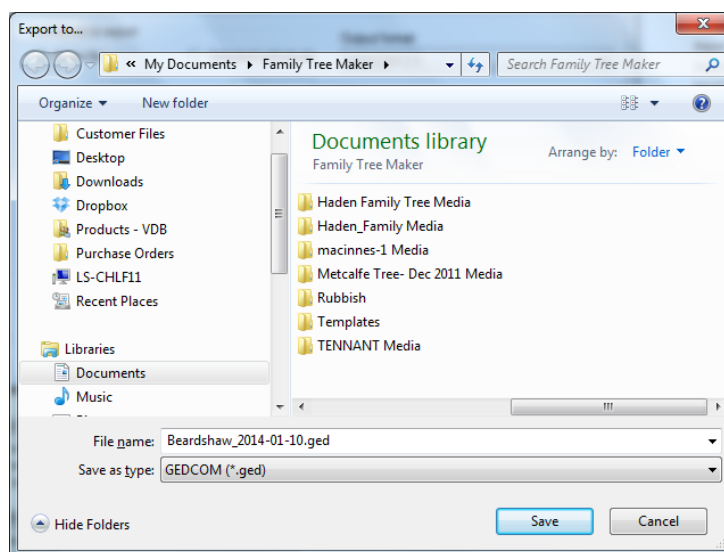 Export to...
« My Documents Family Tree Maker
Search Family Tree Maker
Organize
New folder
Customer Files
Desktop
Downloads
Dropbox
Products - VDB
Purchase Orders
LS-CHLF11
Recent Places
Libraries
Documents
Music
Documents library
Family Tree Maker
Arrange by: Folder
Haden Family Tree Media
Haden_Family Media
macinnes-1 Media
Metcalfe Tree- Dec 2011 Media
Rubbish
Templates
TENNANT Media
File name: Beardshaw_2014-01-10.ged
Save as type: GEDCOM (*.ged)
Hide Folders
Save
Cancel